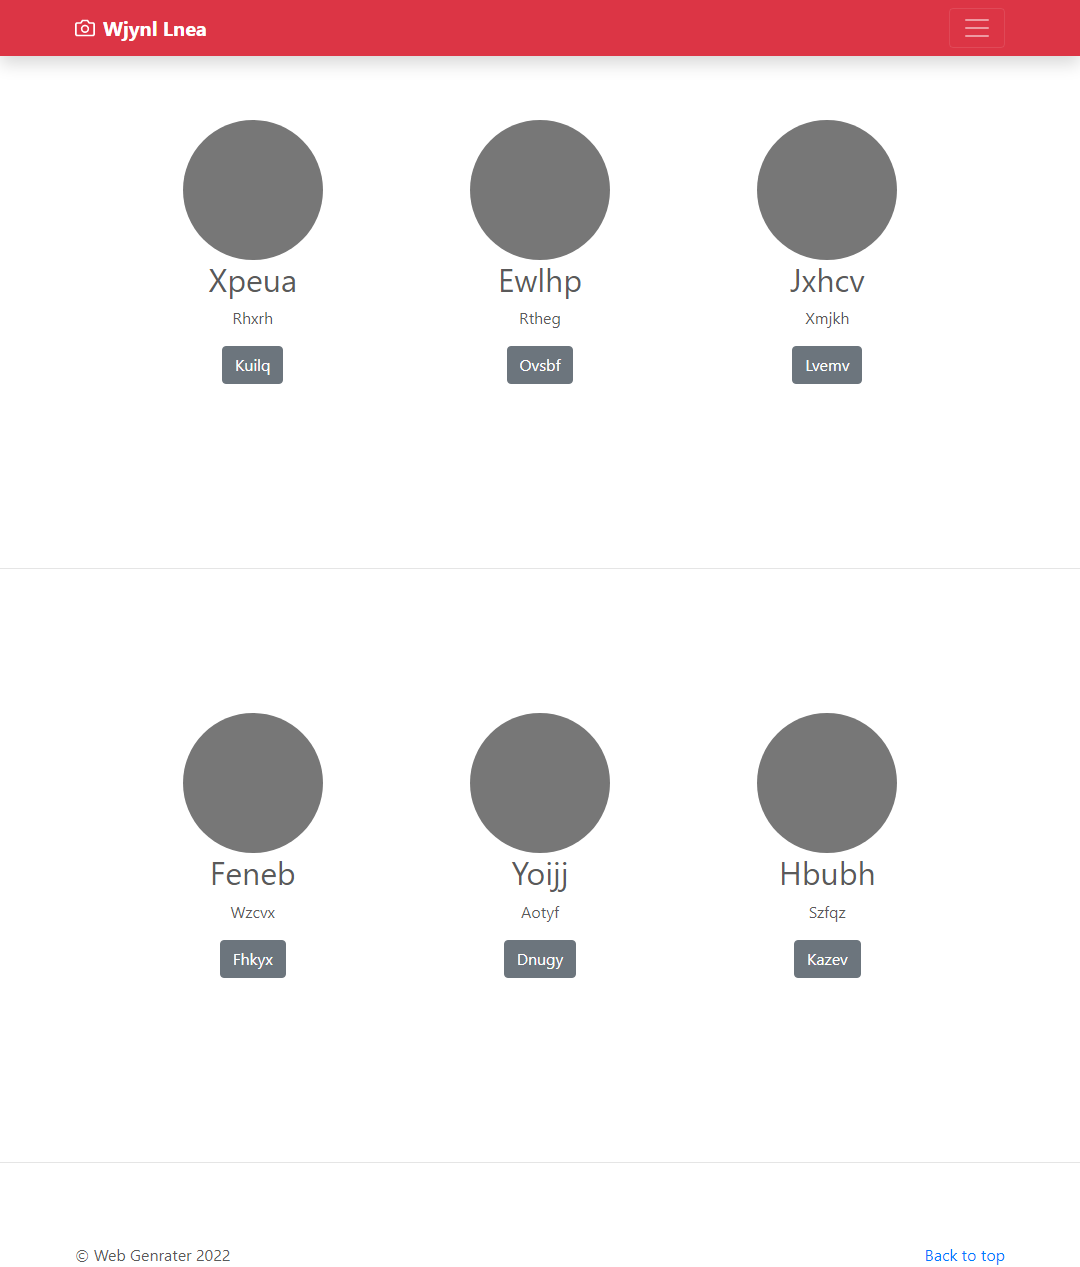 Wjynl Lnea
Xpeua
Rhxrh
Kuilq
Ewlhp
Rtheg
Ovsbf
Jxhcv
Xmjkh
Lvemv
Feneb
Wzcvx
Fhkyx
Yoijj
Aotyf
Dnugy
Hbubh
Szfqz
Kazev
© Web Genrater 2022
Back to top